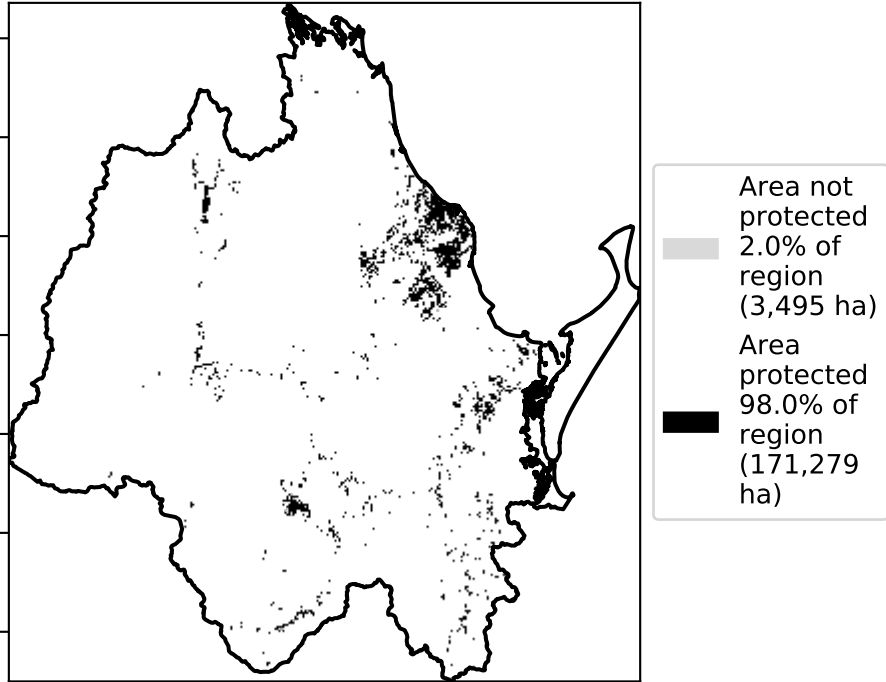 Area not
protected
2.0% of
region
(3,495 ha)
Area
protected
98.0% of
region
(171,279
ha)